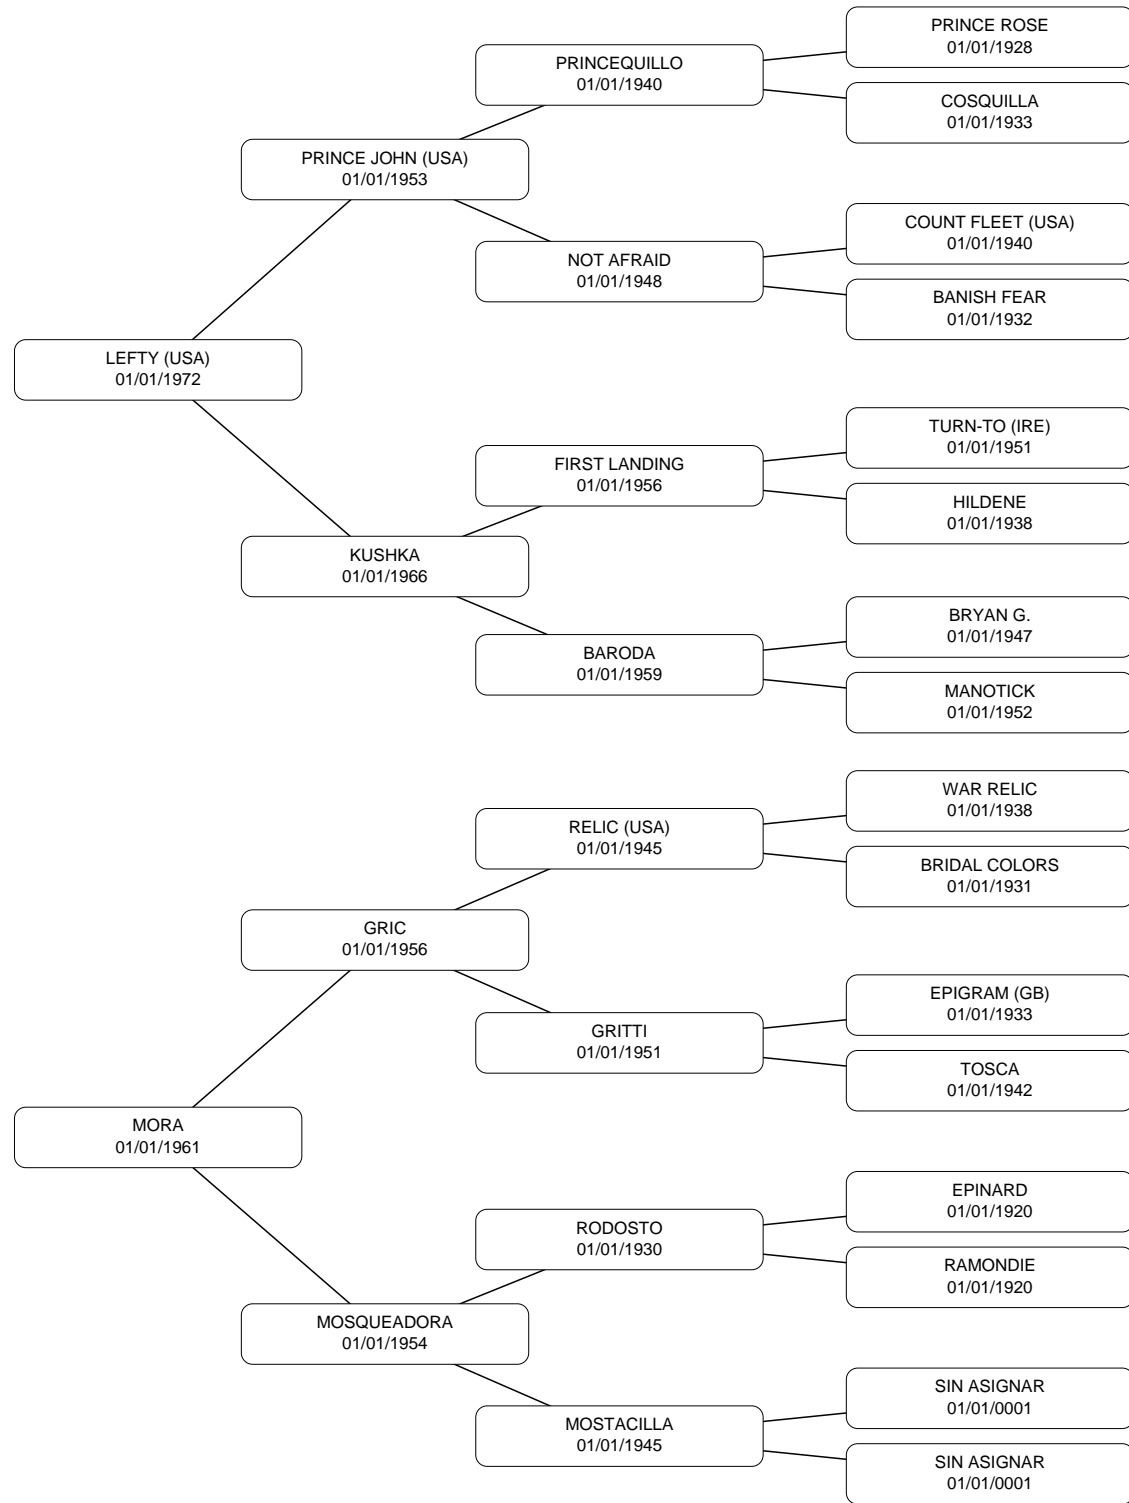 PRINCE ROSE
01/01/1928
PRINCEQUILLO
01/01/1940
COSQUILLA
01/01/1933
PRINCE JOHN (USA)
01/01/1953
COUNT FLEET (USA)
01/01/1940
NOT AFRAID
01/01/1948
BANISH FEAR
01/01/1932
LEFTY (USA)
01/01/1972
TURN-TO (IRE)
01/01/1951
FIRST LANDING
01/01/1956
HILDENE
01/01/1938
KUSHKA
01/01/1966
BRYAN G.
01/01/1947
BARODA
01/01/1959
MANOTICK
01/01/1952
WAR RELIC
01/01/1938
RELIC (USA)
01/01/1945
BRIDAL COLORS
01/01/1931
GRIC
01/01/1956
EPIGRAM (GB)
01/01/1933
GRITTI
01/01/1951
TOSCA
01/01/1942
MORA
01/01/1961
EPINARD
01/01/1920
RODOSTO
01/01/1930
RAMONDIE
01/01/1920
MOSQUEADORA
01/01/1954
SIN ASIGNAR
01/01/0001
MOSTACILLA
01/01/1945
SIN ASIGNAR
01/01/0001